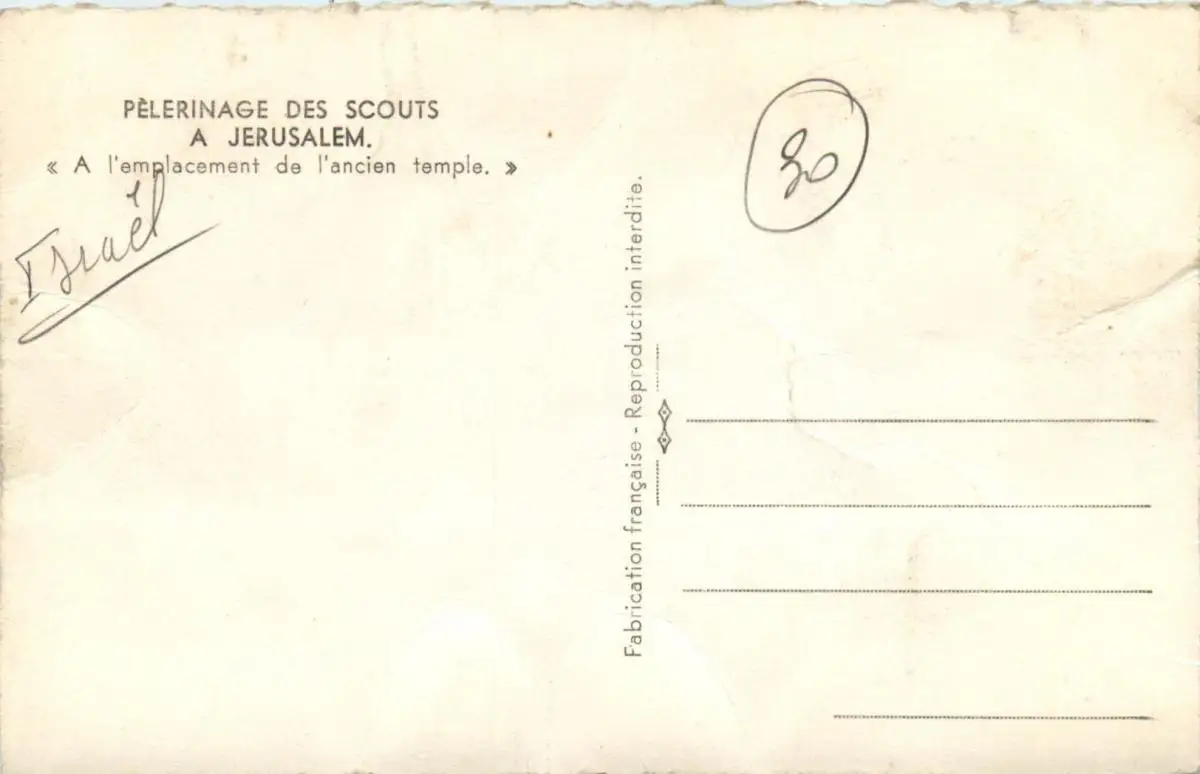 PÈLERINAGE DES SCOUTS
A JERUSALEM.
« A l'emplacement de l'ancien temple. »
Israël
Fabrication française - Reproduction interdite.
30